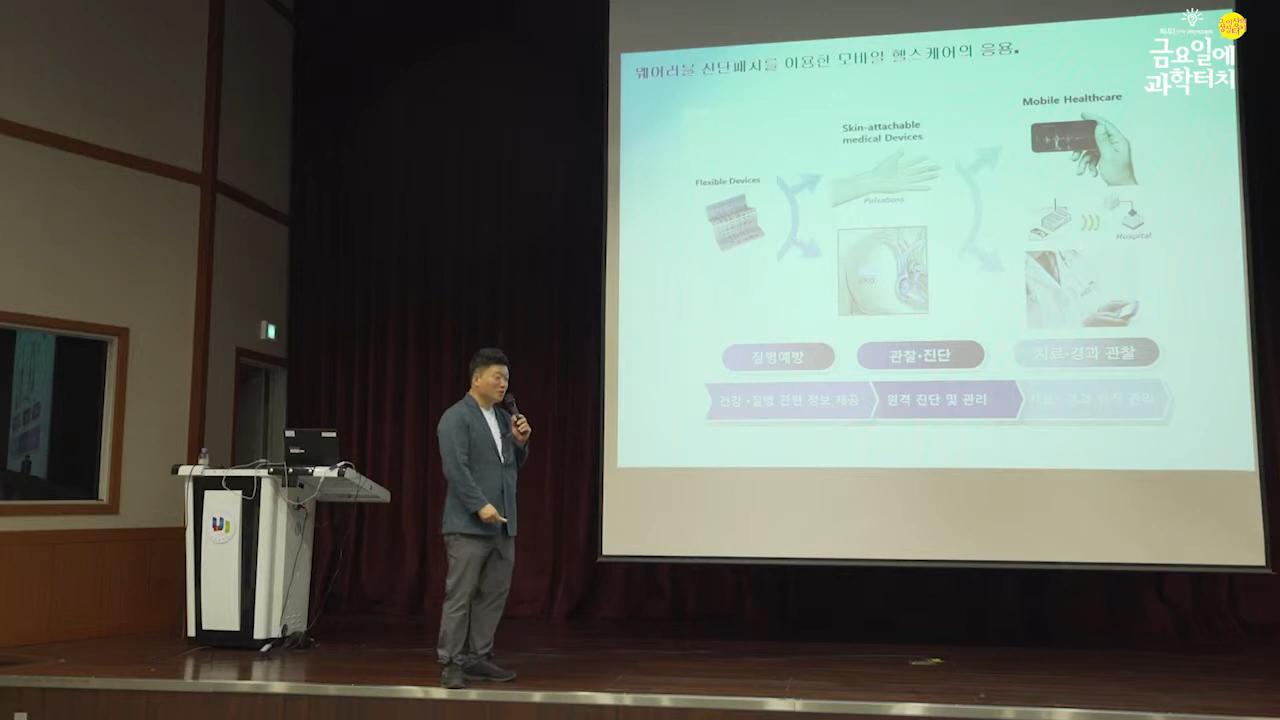 웨어러블 진단패치를 이용한 모바일 헬스케어의 응용.
금요일에
과학터치
Mobile Healthcare
Skin-attachable
medical Devices
Flexible Devices
Pulsations
Hospital
질병예방
관찰·진단
치료·경과 관찰
건강·질병 관련 정보 제공
원격 진단 및 관리